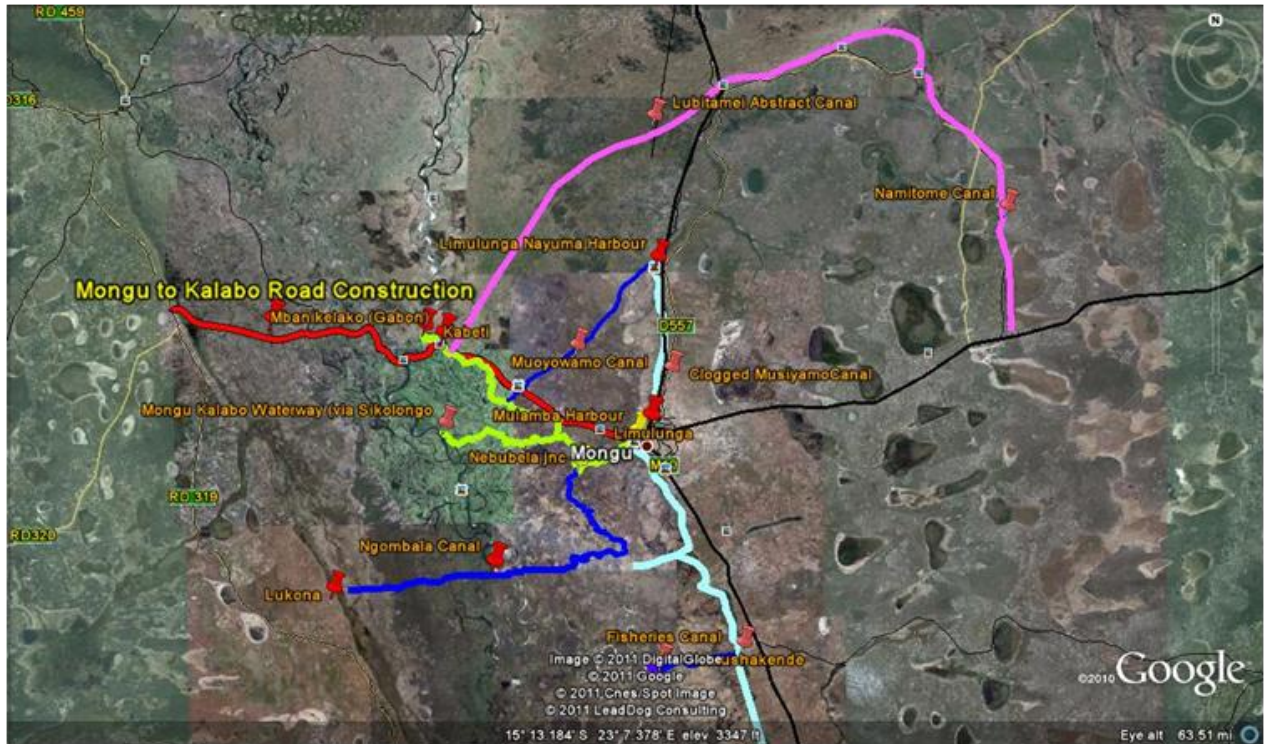 RD 459
N
D316
Lubitamei Abstract Canal
Namitome Canal
Limulunga Nayuma Harbour
Mongu to Kalabo Road Construction
Mbanikelako (Gabon)
Kabeti
D557
Muoyowamo Canal
Clogged MusiyamoCanal
Mongu Kalabo Waterway (via Sikolongo
Mulamba Harbour
Limulunga
Nebubela jnc
Mongu
RD 319
RD320
Ngombala Canal
Lukona
Fisheries Canal
ushakende
Image © 2011 DigitalGlobe
© 2011 Google
© 2011 Cnes/Spot Image
© 2011 LeadDog Consulting
©2010 Google
15° 13.184' S 23° 7.378' E elev 3347 ft
Eye alt 63.51 mi